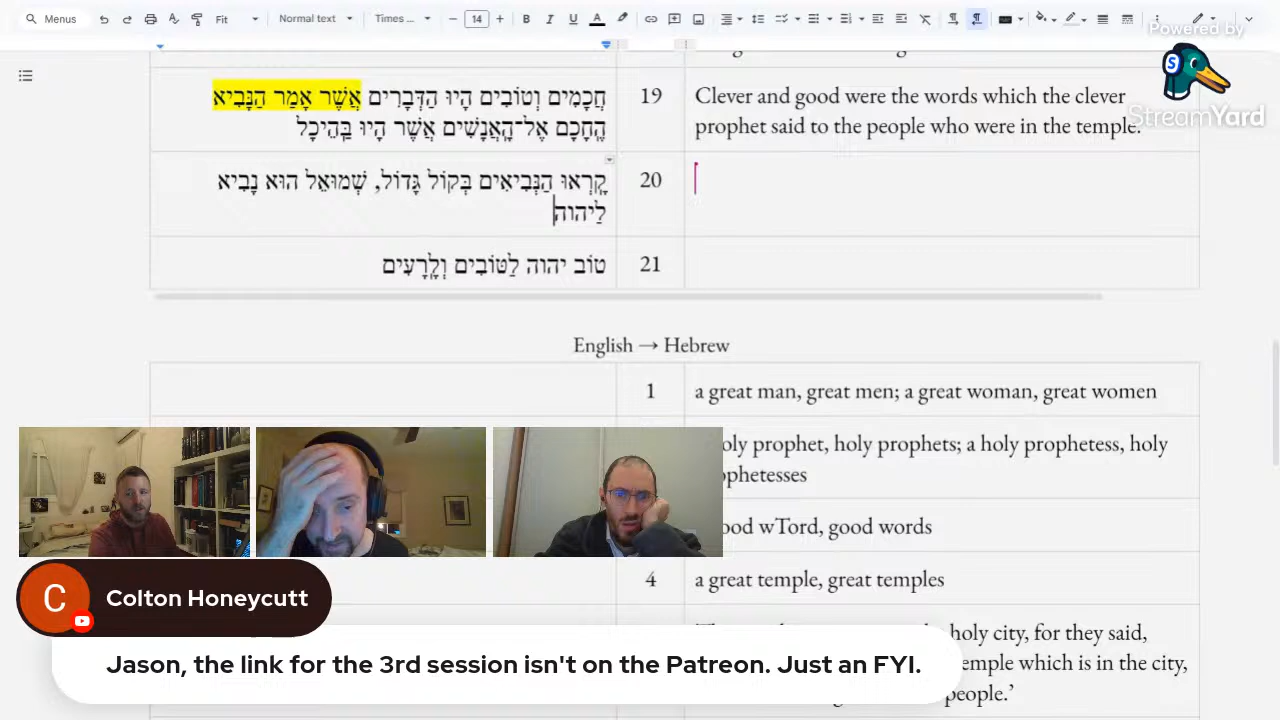 Menus
Fit
Normal text
Times ...
14
Powered by
StreamYard
חֲכָמִים וְטוֹבִים הָיוּ הַדְּבָרִים אֲשֶׁר אָמַר הַנָּבִיא
הֶֽחָכָם אֶל־הָֽאֲנָשִׁים אֲשֶׁר הָיוּ בַּֽהֵיכָל
19
Clever and good were the words which the clever
prophet said to the people who were in the temple.
קָֽרְאוּ הַנְּבִיאִים בְּקוֹל גָּדוֹל, שְׁמוּאֵל הוּא נָבִיא
לַיהוה
20
טוֹב יהוה לַטּוֹבִים וְלָֽרָעִים
21
English → Hebrew
1
a great man, great men; a great woman, great women
oly prophet, holy prophets; a holy prophetess, holy
ophetesses
ood wTord, good words
4
a great temple, great temples
holy city, for they said,
emple which is in the city,
people.’
C
Colton Honeycutt
Jason, the link for the 3rd session isn't on the Patreon. Just an FYI.